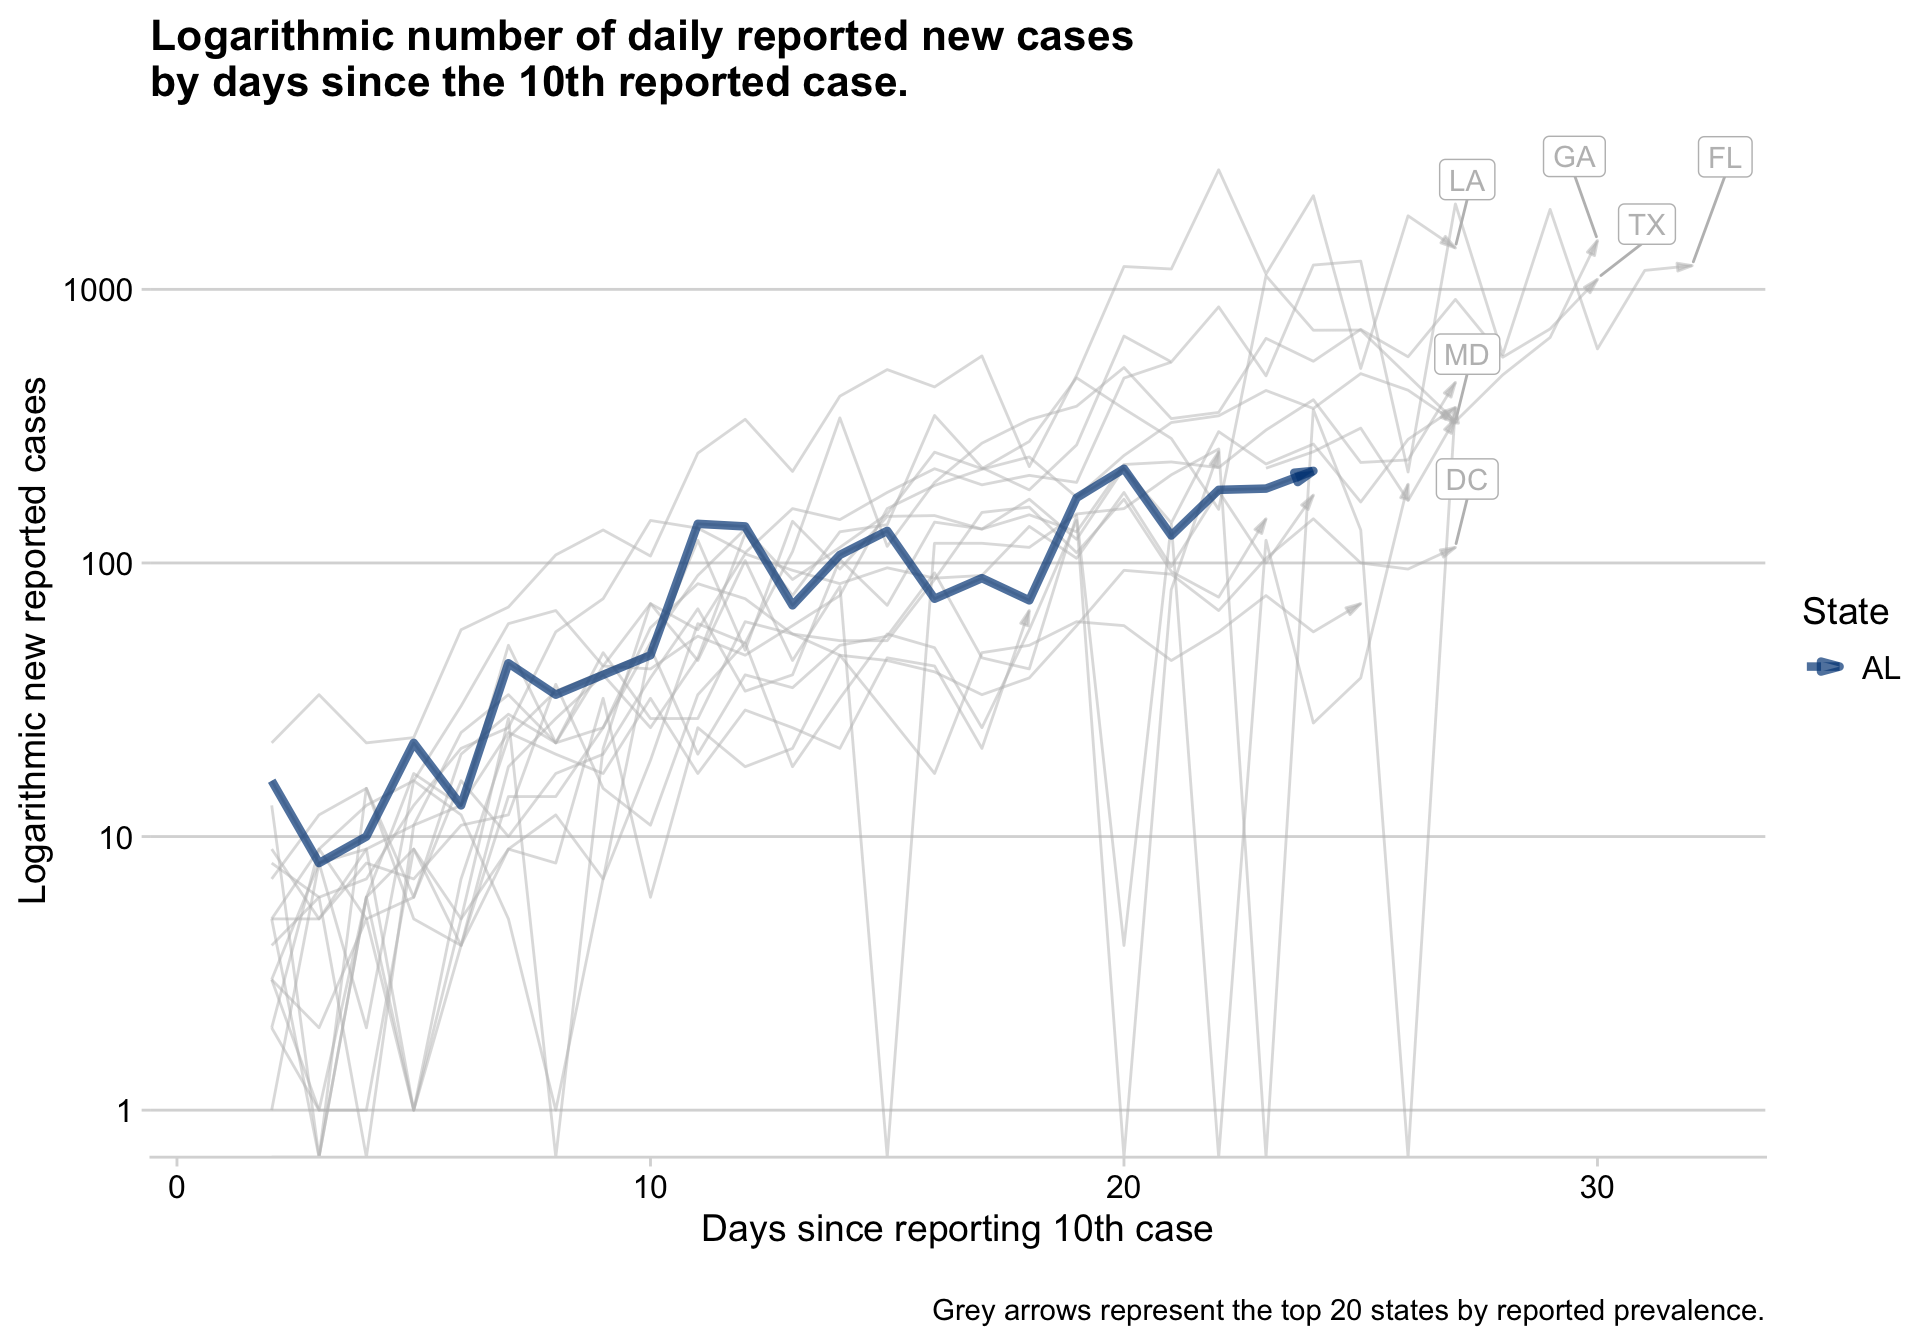 Logarithmic number of daily reported new cases
by days since the 10th reported case.
GA
FL
LA
TX
1000
MD
DC
100
10
1
Logarithmic new reported cases
State
AL
0 10 20 30
Days since reporting 10th case
Grey arrows represent the top 20 states by reported prevalence.